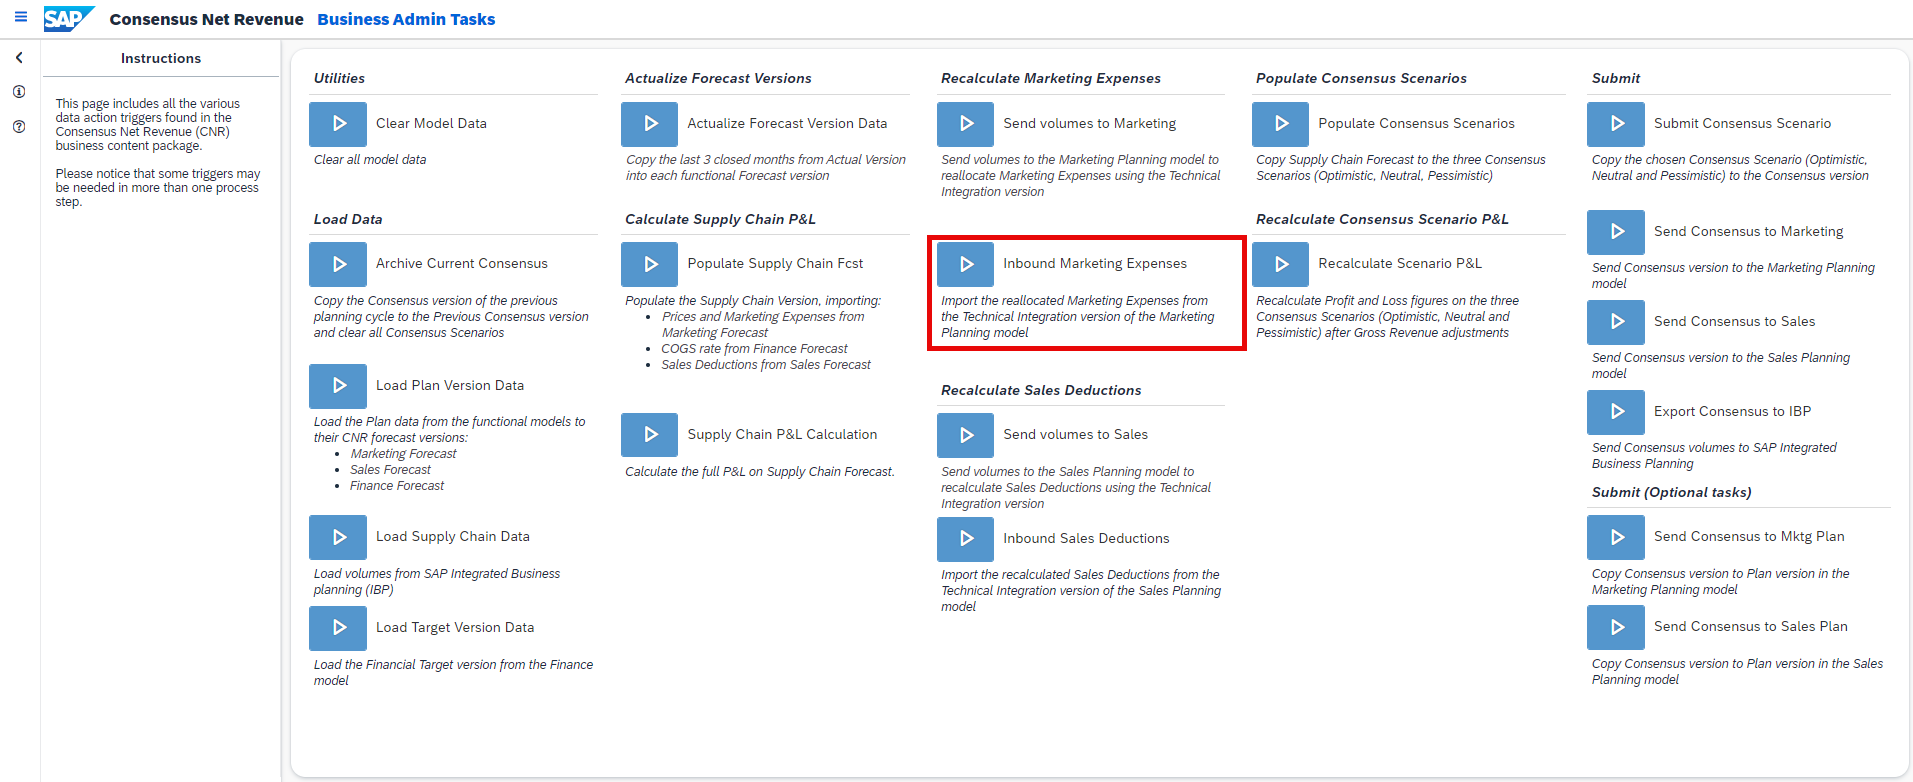 SAP Consensus Net Revenue Business Admin Tasks
Instructions
This page includes all the various
data action triggers found in the
Consensus Net Revenue (CNR)
business content package.
Please notice that some triggers may
be needed in more than one process
step.
Utilities
Clear Model Data
Clear all model data
Load Data
Archive Current Consensus
Copy the Consensus version of the previous
planning cycle to the Previous Consensus version
and clear all Consensus Scenarios
Load Plan Version Data
Load the Plan data from the functional models to
their CNR forecast versions:
• Marketing Forecast
• Sales Forecast
• Finance Forecast
Load Supply Chain Data
Load volumes from SAP Integrated Business
planning (IBP)
Load Target Version Data
Load the Financial Target version from the Finance
model
Actualize Forecast Versions
Actualize Forecast Version Data
Copy the last 3 closed months from Actual Version
into each functional Forecast version
Calculate Supply Chain P&L
Populate Supply Chain Fcst
Populate the Supply Chain Version, importing:
• Prices and Marketing Expenses from
Marketing Forecast
• COGS rate from Finance Forecast
• Sales Deductions from Sales Forecast
Supply Chain P&L Calculation
Calculate the full P&L on Supply Chain Forecast.
Recalculate Marketing Expenses
Send volumes to Marketing
Send volumes to the Marketing Planning model to
reallocate Marketing Expenses using the Technical
Integration version
Inbound Marketing Expenses
Import the reallocated Marketing Expenses from
the Technical Integration version of the Marketing
Planning model
Recalculate Sales Deductions
Send volumes to Sales
Send volumes to the Sales Planning model to
recalculate Sales Deductions using the Technical
Integration version
Inbound Sales Deductions
Import the recalculated Sales Deductions from the
Technical Integration version of the Sales Planning
model
Populate Consensus Scenarios
Populate Consensus Scenarios
Copy Supply Chain Forecast to the three Consensus
Scenarios (Optimistic, Neutral, Pessimistic)
Recalculate Consensus Scenario P&L
Recalculate Scenario P&L
Recalculate Profit and Loss figures on the three
Consensus Scenarios (Optimistic, Neutral and
Pessimistic) after Gross Revenue adjustments
Submit
Submit Consensus Scenario
Copy the chosen Consensus Scenario (Optimistic,
Neutral and Pessimistic) to the Consensus version
Send Consensus to Marketing
Send Consensus version to the Marketing Planning
model
Send Consensus to Sales
Send Consensus version to the Sales Planning
model
Export Consensus to IBP
Send Consensus volumes to SAP Integrated
Business Planning
Submit (Optional tasks)
Send Consensus to Mktg Plan
Copy Consensus version to Plan version in the
Marketing Planning model
Send Consensus to Sales Plan
Copy Consensus version to Plan version in the Sales
Planning model